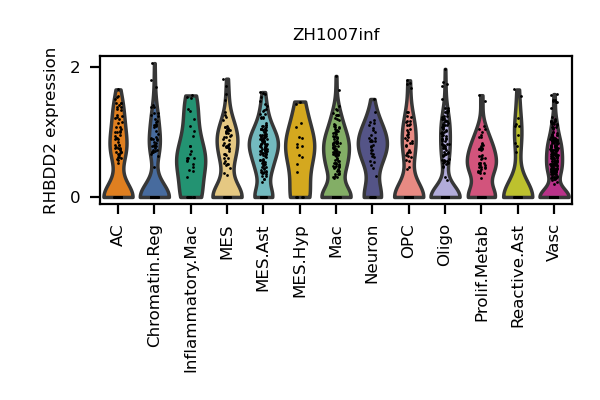 ZH1007inf
RHBDD2 expression
2
0
AC
Chromatin.Reg
Inflammatory.Mac
MES
MES.Ast
MES.Hyp
Mac
Neuron
OPC
Oligo
Prolif.Metab
Reactive.Ast
Vasc